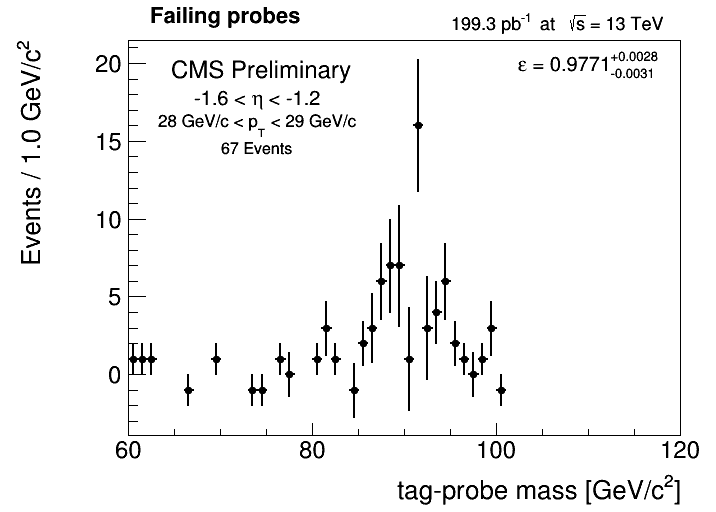 Failing probes
199.3 pb⁻¹ at √s = 13 TeV
CMS Preliminary
-1.6 < η < -1.2
28 GeV/c < p_T < 29 GeV/c
67 Events
ε = 0.9771 +0.0028 -0.0031
Events / 1.0 GeV/c²
20
15
10
5
0
60 80 100 120
tag-probe mass [GeV/c²]